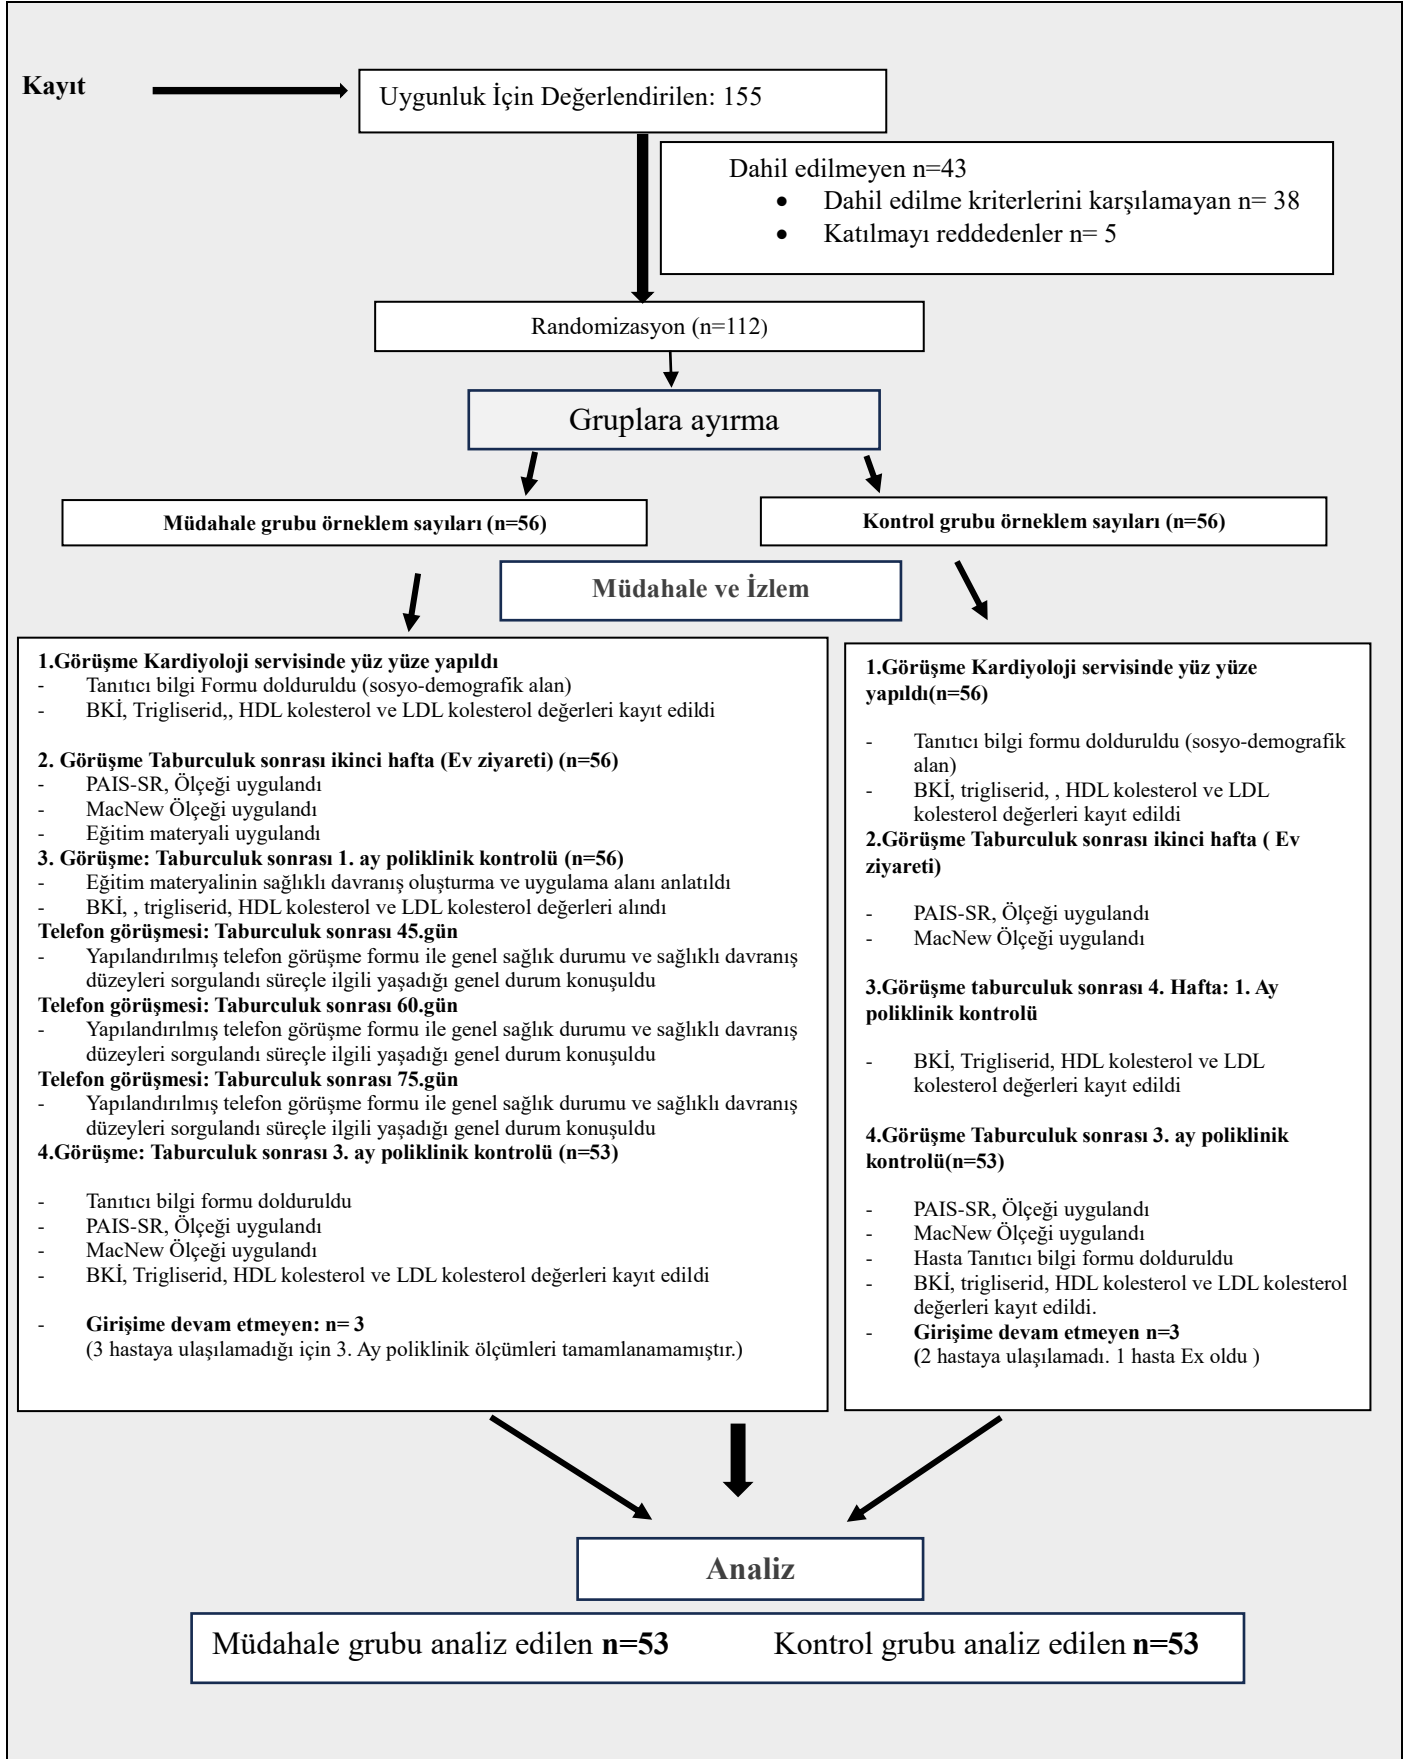 Kayıt
Uygunluk İçin Değerlendirilen: 155
Dahil edilmeyen n=43
• Dahil edilme kriterlerini karşılamayan n= 38
• Katılmayı reddedenler n= 5
Randomizasyon (n=112)
Gruplara ayırma
Müdahale grubu örneklem sayıları (n=56)
Kontrol grubu örneklem sayıları (n=56)
Müdahale ve İzlem
1.Görüşme Kardiyoloji servisinde yüz yüze yapıldı
- Tanıtıcı bilgi Formu dolduruldu (sosyo-demografik alan)
- BKİ, Trigliserid,, HDL kolesterol ve LDL kolesterol değerleri kayıt edildi
2. Görüşme Taburculuk sonrası ikinci hafta (Ev ziyareti) (n=56)
- PAIS-SR, Ölçeği uygulandı
- MacNew Ölçeği uygulandı
- Eğitim materyali uygulandı
3. Görüşme: Taburculuk sonrası 1. ay poliklinik kontrolü (n=56)
- Eğitim materyalinin sağlıklı davranış oluşturma ve uygulama alanı anlatıldı
- BKİ, , trigliserid, HDL kolesterol ve LDL kolesterol değerleri alındı
Telefon görüşmesi: Taburculuk sonrası 45.gün
- Yapılandırılmış telefon görüşme formu ile genel sağlık durumu ve sağlıklı davranış
düzeyleri sorgulandı süreçle ilgili yaşadığı genel durum konuşuldu
Telefon görüşmesi: Taburculuk sonrası 60.gün
- Yapılandırılmış telefon görüşme formu ile genel sağlık durumu ve sağlıklı davranış
düzeyleri sorgulandı süreçle ilgili yaşadığı genel durum konuşuldu
Telefon görüşmesi: Taburculuk sonrası 75.gün
- Yapılandırılmış telefon görüşme formu ile genel sağlık durumu ve sağlıklı davranış
düzeyleri sorgulandı süreçle ilgili yaşadığı genel durum konuşuldu
4.Görüşme: Taburculuk sonrası 3. ay poliklinik kontrolü (n=53)
- Tanıtıcı bilgi formu dolduruldu
- PAIS-SR, Ölçeği uygulandı
- MacNew Ölçeği uygulandı
- BKİ, Trigliserid, HDL kolesterol ve LDL kolesterol değerleri kayıt edildi
- Girişime devam etmeyen: n= 3
(3 hastaya ulaşılamadığı için 3. Ay poliklinik ölçümleri tamamlanamamıştır.)
1.Görüşme Kardiyoloji servisinde yüz yüze
yapıldı(n=56)
- Tanıtıcı bilgi formu dolduruldu (sosyo-demografik
alan)
- BKİ, trigliserid, , HDL kolesterol ve LDL
kolesterol değerleri kayıt edildi
2.Görüşme Taburculuk sonrası ikinci hafta ( Ev
ziyareti)
- PAIS-SR, Ölçeği uygulandı
- MacNew Ölçeği uygulandı
3.Görüşme taburculuk sonrası 4. Hafta: 1. Ay
poliklinik kontrolü
- BKİ, Trigliserid, HDL kolesterol ve LDL
kolesterol değerleri kayıt edildi
4.Görüşme Taburculuk sonrası 3. ay poliklinik
kontrolü(n=53)
- PAIS-SR, Ölçeği uygulandı
- MacNew Ölçeği uygulandı
- Hasta Tanıtıcı bilgi formu dolduruldu
- BKİ, trigliserid, HDL kolesterol ve LDL kolesterol
değerleri kayıt edildi.
- Girişime devam etmeyen n=3
(2 hastaya ulaşılamadı. 1 hasta Ex oldu )
Analiz
Müdahale grubu analiz edilen n=53 Kontrol grubu analiz edilen n=53